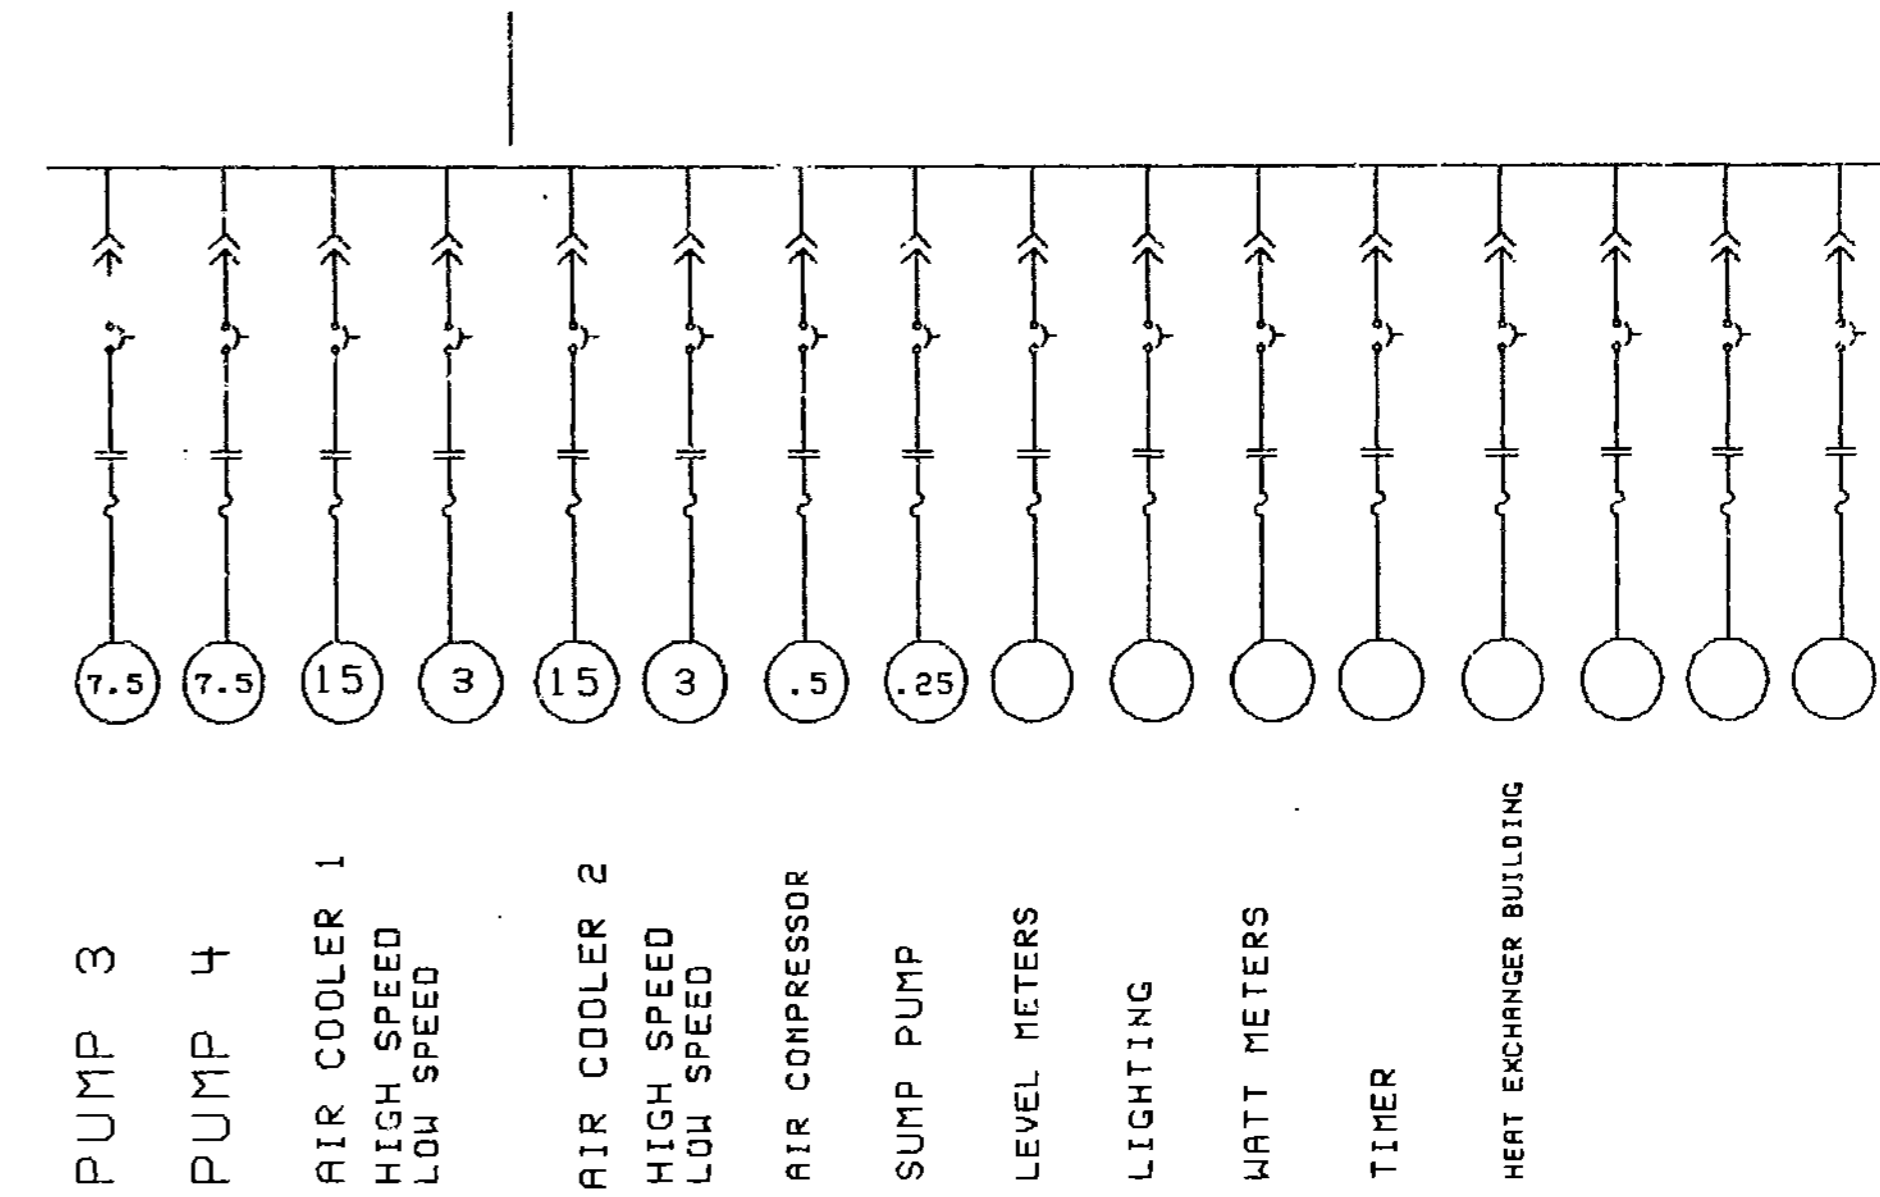 7.5 7.5 15 3 15 3 .5 .25
PUMP 3
PUMP 4
AIR COOLER 1
HIGH SPEED
LOW SPEED
AIR COOLER 2
HIGH SPEED
LOW SPEED
AIR COMPRESSOR
SUMP PUMP
LEVEL METERS
LIGHTING
WATT METERS
TIMER
HEAT EXCHANGER BUILDING